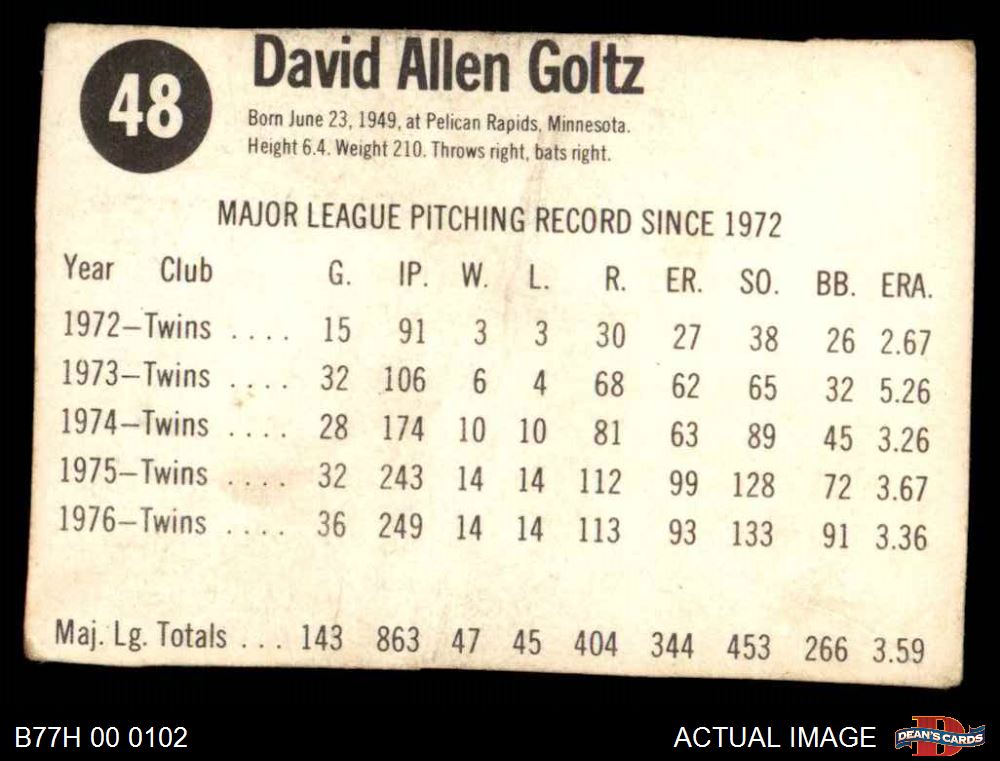 48
David Allen Goltz
Born June 23, 1949, at Pelican Rapids, Minnesota.
Height 6.4. Weight 210. Throws right, bats right.
MAJOR LEAGUE PITCHING RECORD SINCE 1972
Year Club G. IP. W. L. R. ER. SO. BB. ERA.
1972—Twins .... 15 91 3 3 30 27 38 26 2.67
1973—Twins .... 32 106 6 4 68 62 65 32 5.26
1974—Twins .... 28 174 10 10 81 63 89 45 3.26
1975—Twins .... 32 243 14 14 112 99 128 72 3.67
1976—Twins .... 36 249 14 14 113 93 133 91 3.36
Maj. Lg. Totals ... 143 863 47 45 404 344 453 266 3.59
B77H 00 0102 ACTUAL IMAGE DEAN'S CARDS